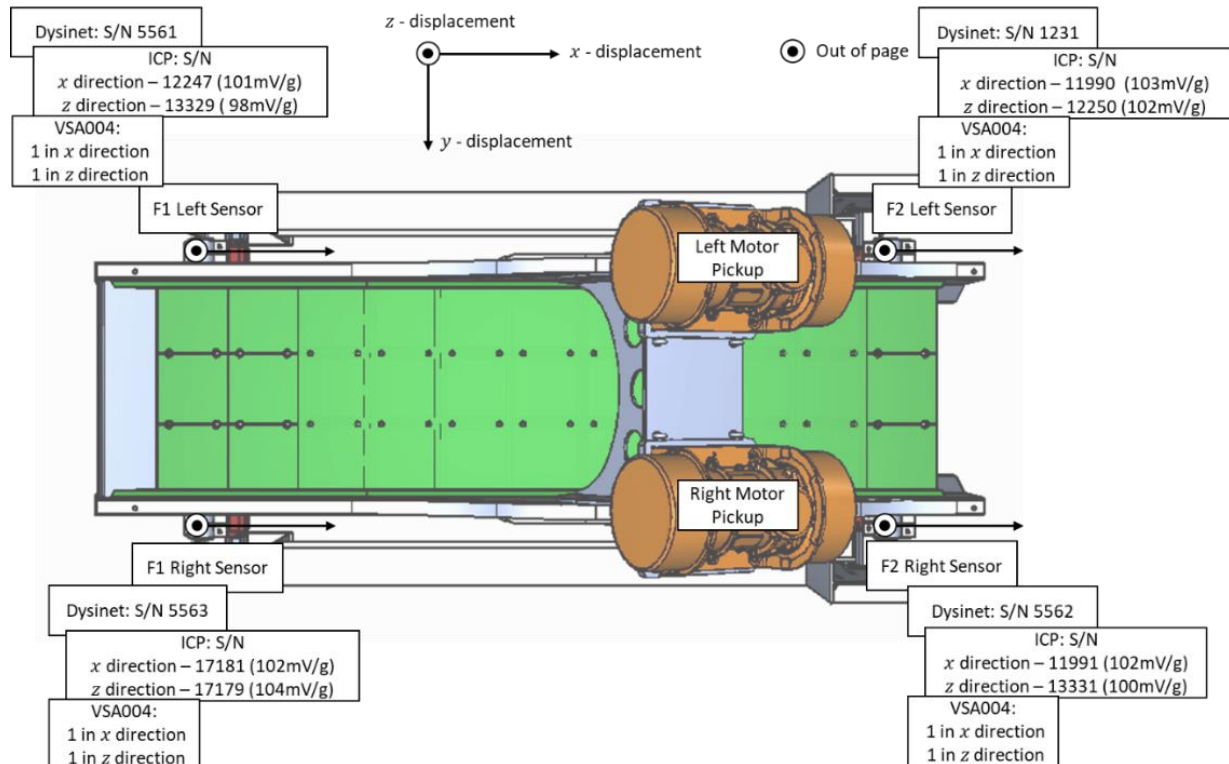 Dysinet: S/N 5561
ICP: S/N
x direction – 12247 (101mV/g)
z direction – 13329 ( 98mV/g)
VSA004:
1 in x direction
1 in z direction
F1 Left Sensor
z - displacement
x - displacement
y - displacement
Out of page
Dysinet: S/N 1231
ICP: S/N
x direction – 11990 (103mV/g)
z direction – 12250 (102mV/g)
VSA004:
1 in x direction
1 in z direction
F2 Left Sensor
Left Motor
Pickup
Right Motor
Pickup
F1 Right Sensor
Dysinet: S/N 5563
ICP: S/N
x direction – 17181 (102mV/g)
z direction – 17179 (104mV/g)
VSA004:
1 in x direction
1 in z direction
F2 Right Sensor
Dysinet: S/N 5562
ICP: S/N
x direction – 11991 (102mV/g)
z direction – 13331 (100mV/g)
VSA004:
1 in x direction
1 in z direction